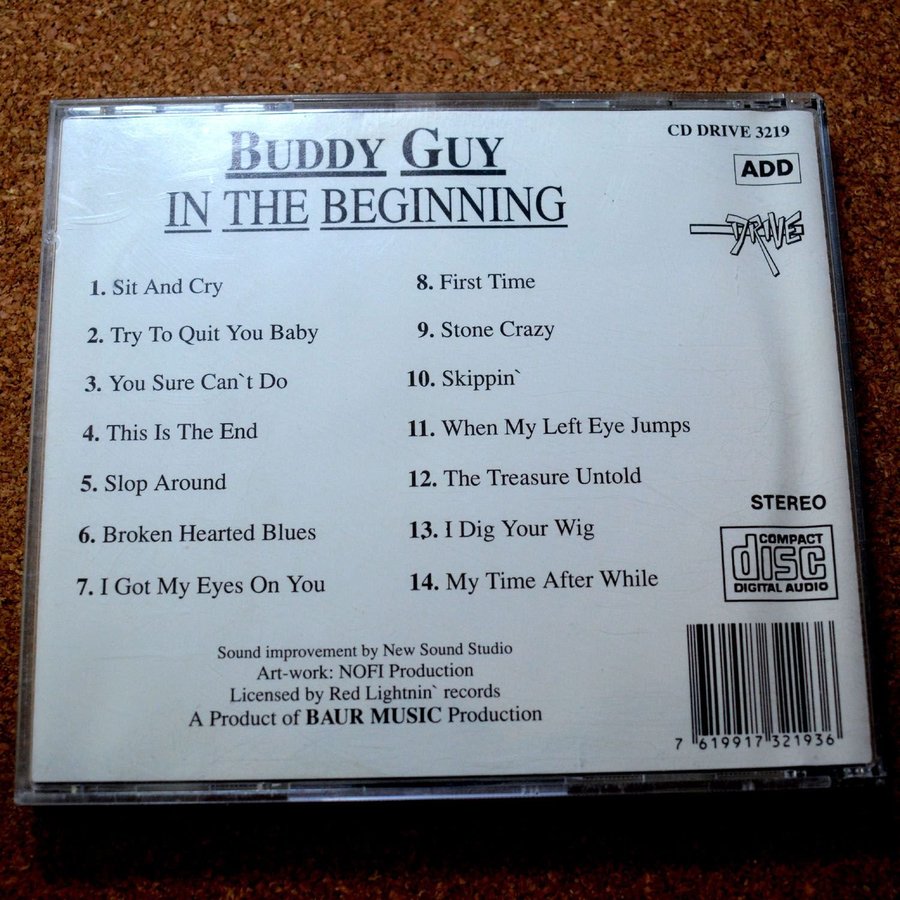 BUDDY GUY
IN THE BEGINNING
CD DRIVE 3219
ADD
DRIVE
1. Sit And Cry
2. Try To Quit You Baby
3. You Sure Can`t Do
4. This Is The End
5. Slop Around
6. Broken Hearted Blues
7. I Got My Eyes On You
8. First Time
9. Stone Crazy
10. Skippin`
11. When My Left Eye Jumps
12. The Treasure Untold
13. I Dig Your Wig
14. My Time After While
STEREO
COMPACT
disc
DIGITAL AUDIO
Sound improvement by New Sound Studio
Art-work: NOFI Production
Licensed by Red Lightnin` records
A Product of BAUR MUSIC Production
7 619917 321936